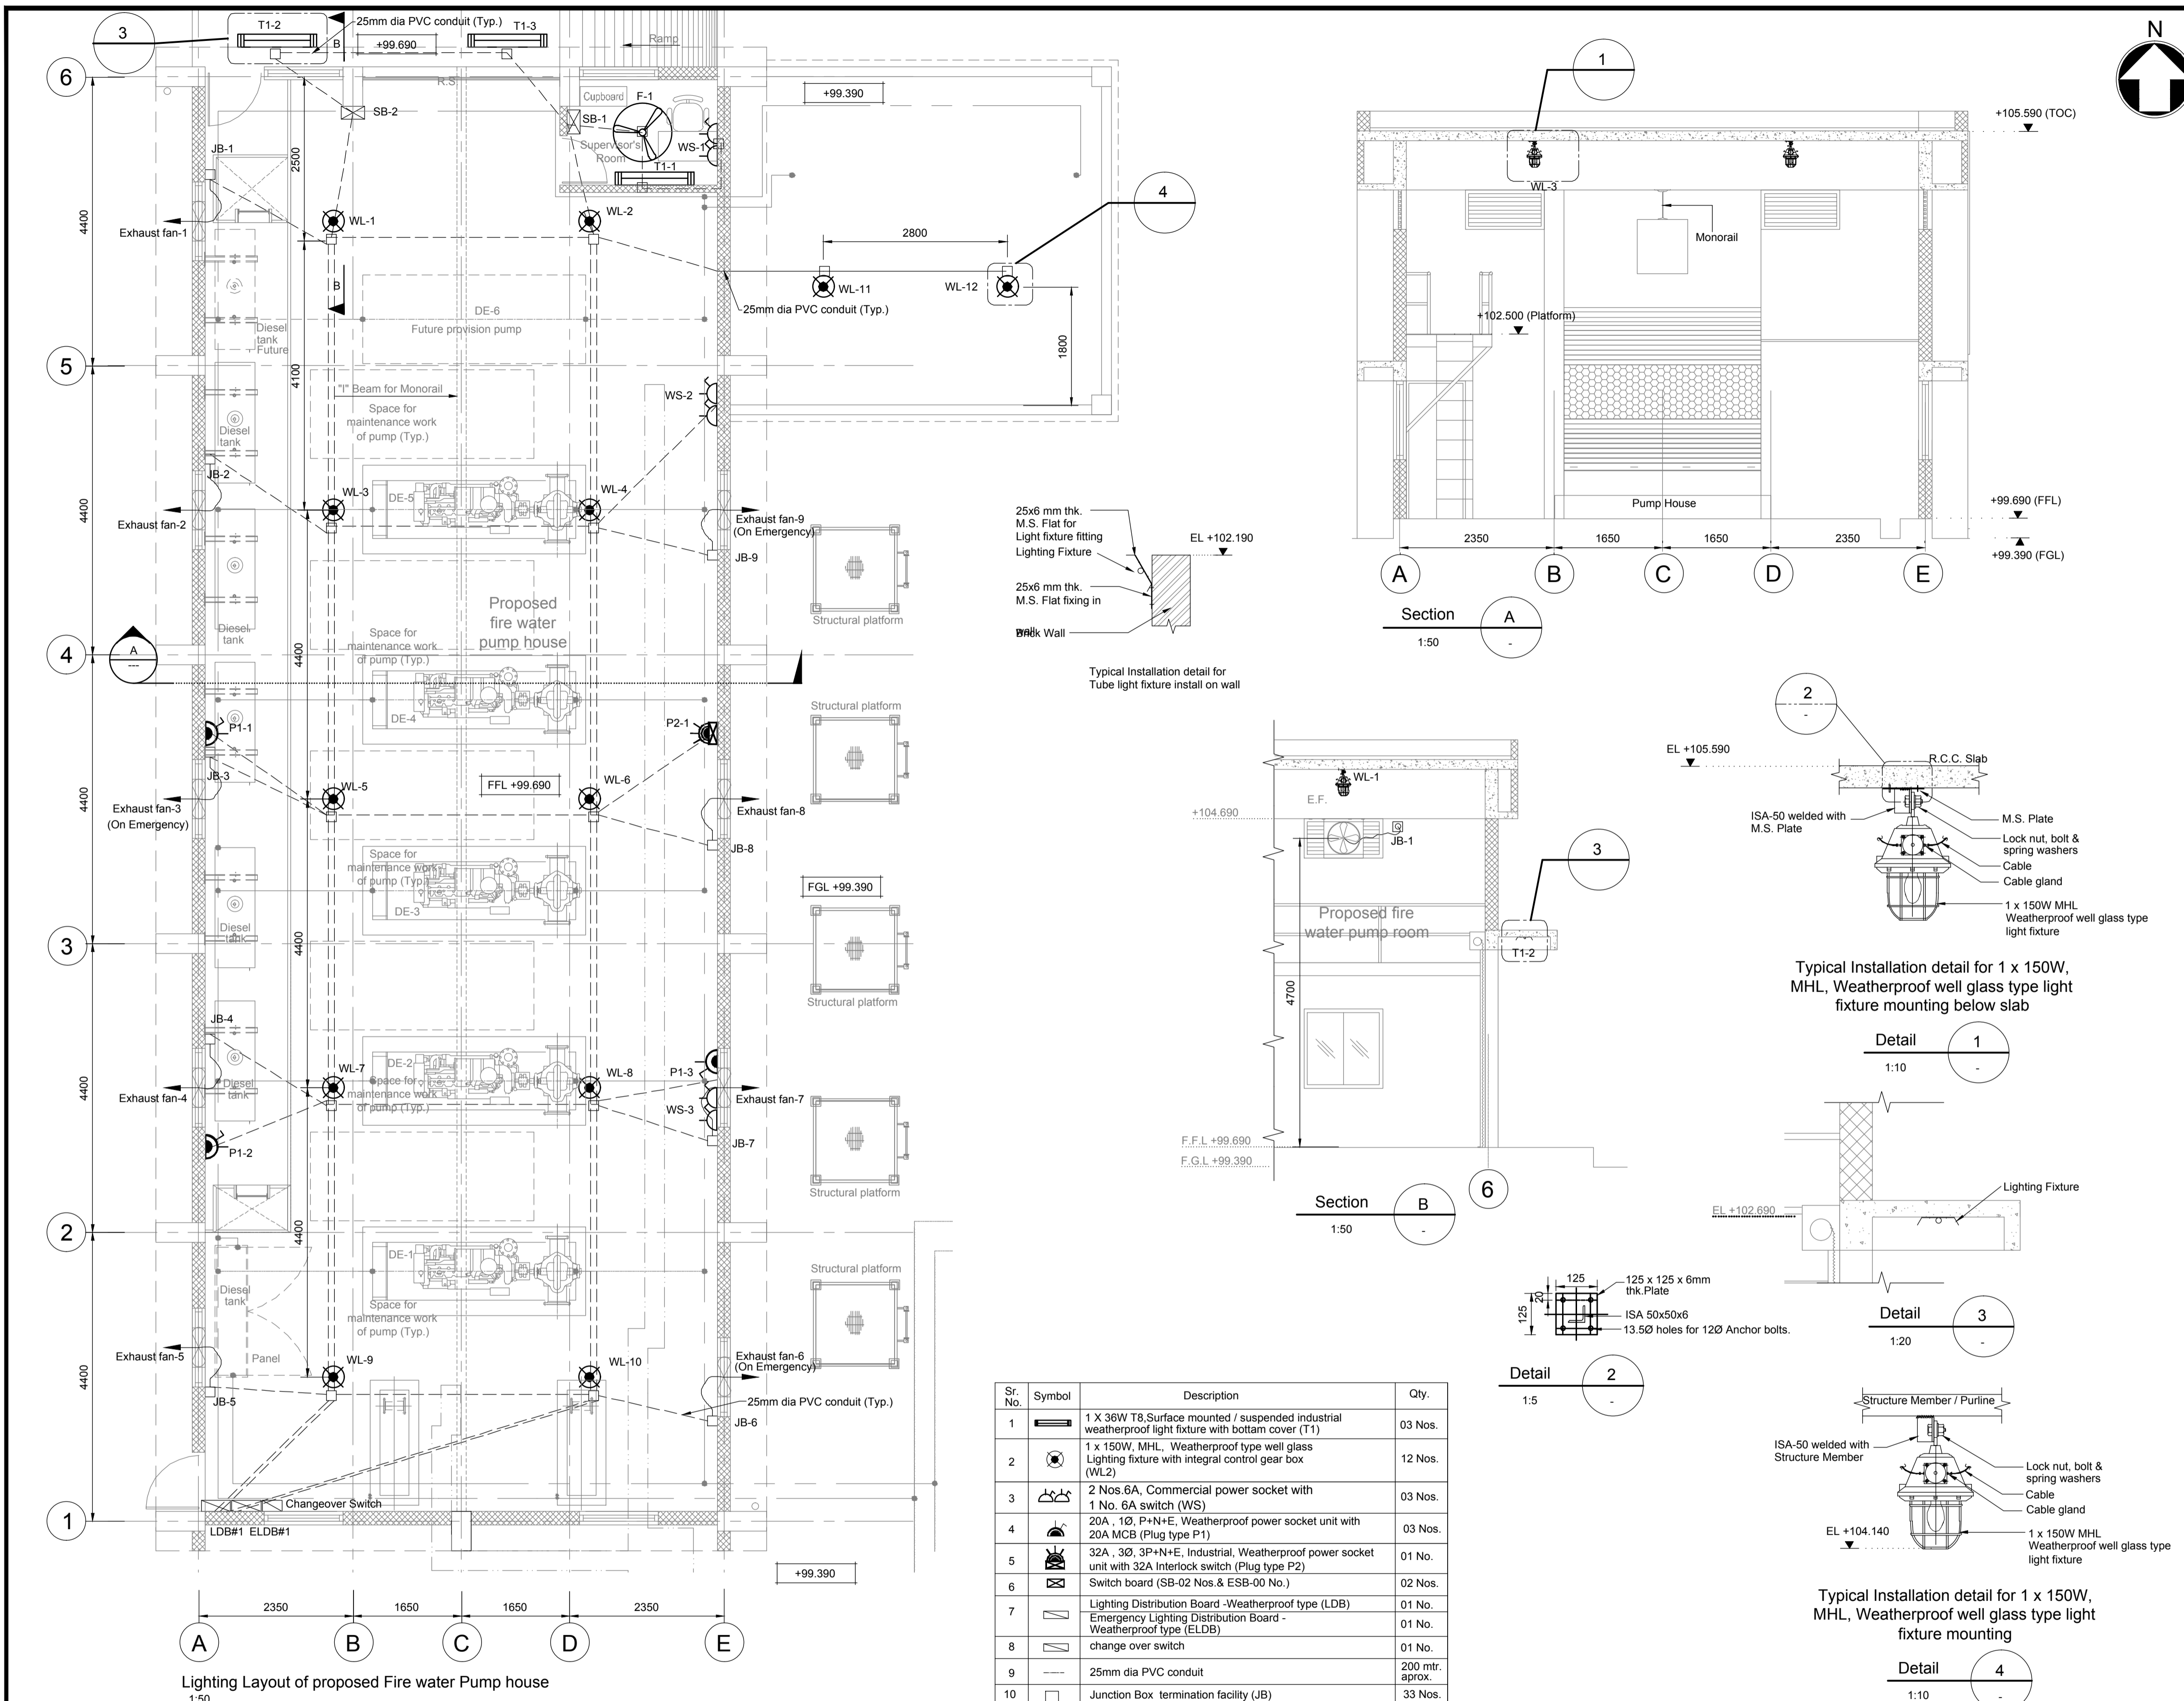 3
T1-2
25mm dia PVC conduit (Typ.)
T1-3
B
+99.690
Ramp
N
6
R.S.
Cupboard
F-1
SB-2
SB-1
Supervisor's
Room
WS-1
T1-1
+99.390
JB-1
2500
4400
Exhaust fan-1
WL-1
WL-2
4
2800
B
WL-11
WL-12
25mm dia PVC conduit (Typ.)
1800
DE-6
Future provision pump
Diesel
tank
Future
5
4100
"I" Beam for Monorail
Space for
maintenance work
of pump (Typ.)
WS-2
Diesel
tank
JB-2
4400
WL-3
DE-5
WL-4
Exhaust fan-2
Exhaust fan-9
(On Emergency)
JB-9
Proposed
fire water
pump house
Structural platform
Diesel
tank
4
A
---
4400
Space for
maintenance work
of pump (Typ.)
DE-4
P1-1
P2-1
Structural platform
JB-3
4400
WL-5
FFL +99.690
WL-6
Exhaust fan-3
(On Emergency)
Exhaust fan-8
JB-8
Space for
maintenance work
of pump (Typ.)
DE-3
FGL +99.390
Diesel
tank
3
4400
Structural platform
JB-4
4400
WL-7
DE-2
Space for
maintenance work
of pump (Typ.)
WL-8
P1-3
Diesel
tank
Exhaust fan-4
Exhaust fan-7
WS-3
JB-7
P1-2
Structural platform
2
4400
DE-1
Diesel
tank
Space for
maintenance work
of pump (Typ.)
Structural platform
4400
Exhaust fan-5
Panel
WL-9
WL-10
Exhaust fan-6
(On Emergency)
JB-5
25mm dia PVC conduit (Typ.)
JB-6
Changeover Switch
1
LDB#1 ELDB#1
+99.390
2350
1650
1650
2350
A
B
C
D
E
Lighting Layout of proposed Fire water Pump house
1:50
1
+105.590 (TOC)
WL-3
Monorail
+102.500 (Platform)
Pump House
+99.690 (FFL)
2350
1650
1650
2350
+99.390 (FGL)
A
B
C
D
E
Section
A
1:50
-
25x6 mm thk.
M.S. Flat for
Light fixture fitting
Lighting Fixture
EL +102.190
25x6 mm thk.
M.S. Flat fixing in
wall
Brick Wall
Typical Installation detail for
Tube light fixture install on wall
WL-1
E.F.
+104.690
JB-1
3
Proposed fire
water pump room
T1-2
4700
F.F.L +99.690
F.G.L +99.390
6
Section
B
1:50
-
2
-
EL +105.590
R.C.C. Slab
ISA-50 welded with
M.S. Plate
M.S. Plate
Lock nut, bolt &
spring washers
Cable
Cable gland
1 x 150W MHL
Weatherproof well glass type
light fixture
Typical Installation detail for 1 x 150W,
MHL, Weatherproof well glass type light
fixture mounting below slab
Detail
1
1:10
-
Lighting Fixture
EL +102.690
Detail
3
1:20
-
125
20
125
125 x 125 x 6mm
thk.Plate
ISA 50x50x6
13.5Ø holes for 12Ø Anchor bolts.
Detail
2
1:5
-
Structure Member / Purline
ISA-50 welded with
Structure Member
Lock nut, bolt &
spring washers
Cable
Cable gland
EL +104.140
1 x 150W MHL
Weatherproof well glass type
light fixture
Typical Installation detail for 1 x 150W,
MHL, Weatherproof well glass type light
fixture mounting
Detail
4
1:10
-
Sr. No. Symbol Description Qty.
1 1 X 36W T8,Surface mounted / suspended industrial
weatherproof light fixture with bottam cover (T1) 03 Nos.
2 1 x 150W, MHL, Weatherproof type well glass
Lighting fixture with integral control gear box
(WL2) 12 Nos.
3 2 Nos.6A, Commercial power socket with
1 No. 6A switch (WS) 03 Nos.
4 20A , 1Ø, P+N+E, Weatherproof power socket unit with
20A MCB (Plug type P1) 03 Nos.
5 32A , 3Ø, 3P+N+E, Industrial, Weatherproof power socket
unit with 32A Interlock switch (Plug type P2) 01 No.
6 Switch board (SB-02 Nos.& ESB-00 No.) 02 Nos.
7 Lighting Distribution Board -Weatherproof type (LDB) 01 No.
Emergency Lighting Distribution Board -
Weatherproof type (ELDB) 01 No.
8 change over switch 01 No.
9 25mm dia PVC conduit 200 mtr. aprox.
10 Junction Box termination facility (JB) 33 Nos.